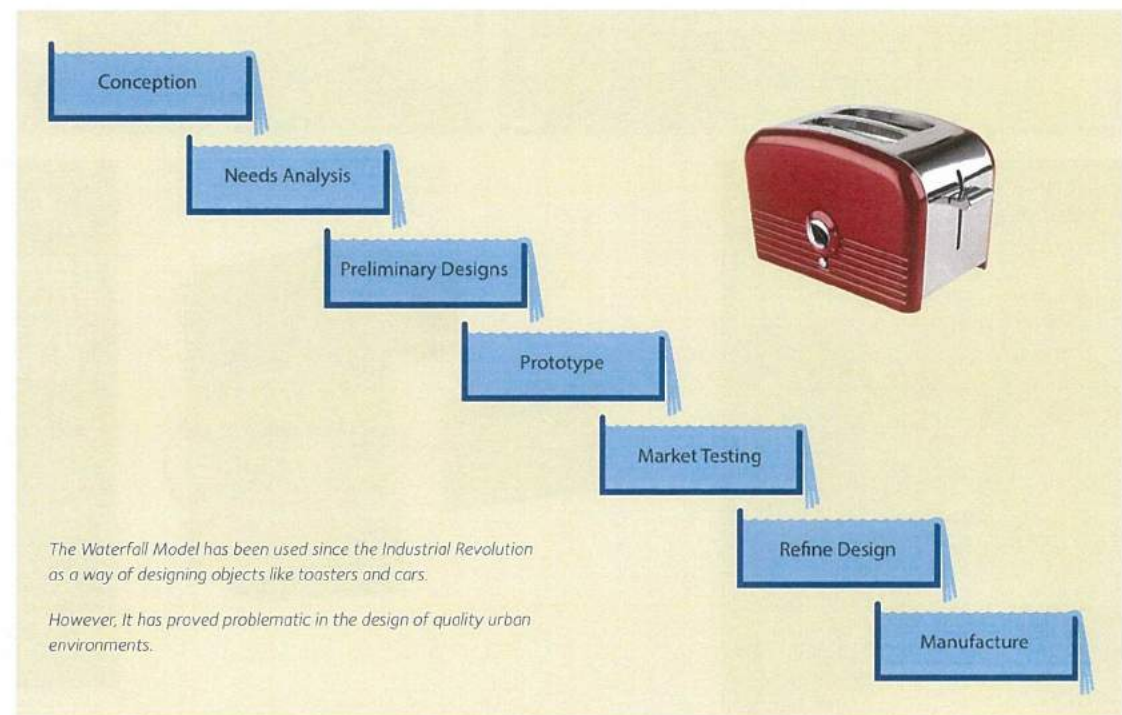 Conception
Needs Analysis
Preliminary Designs
Prototype
Market Testing
Refine Design
Manufacture
The Waterfall Model has been used since the Industrial Revolution
as a way of designing objects like toasters and cars.
However, It has proved problematic in the design of quality urban
environments.